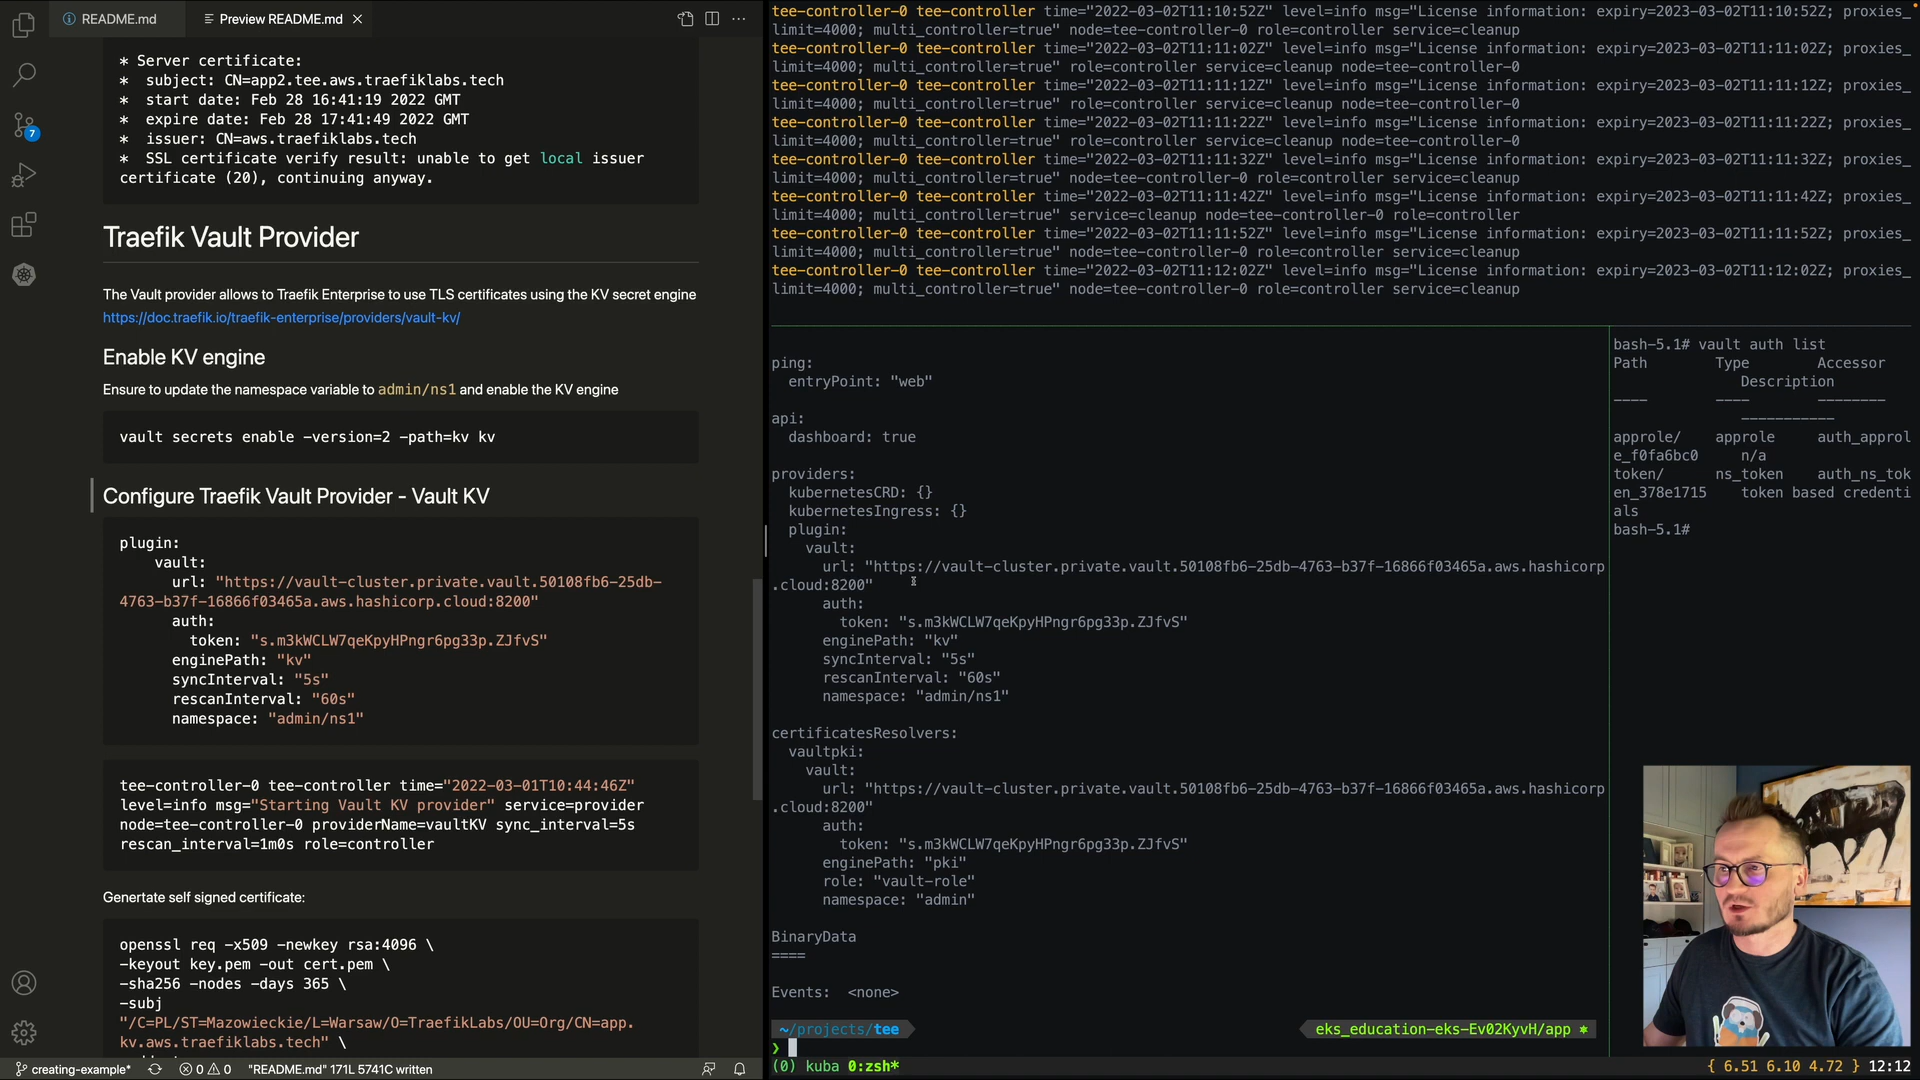 README.md
Preview README.md
* Server certificate:
*  subject: CN=app2.tee.aws.traefiklabs.tech
*  start date: Feb 28 16:41:19 2022 GMT
*  expire date: Feb 28 17:41:49 2022 GMT
*  issuer: CN=aws.traefiklabs.tech
*  SSL certificate verify result: unable to get local issuer
certificate (20), continuing anyway.
Traefik Vault Provider
The Vault provider allows to Traefik Enterprise to use TLS certificates using the KV secret engine
https://doc.traefik.io/traefik-enterprise/providers/vault-kv/
Enable KV engine
Ensure to update the namespace variable to admin/ns1 and enable the KV engine
vault secrets enable -version=2 -path=kv kv
Configure Traefik Vault Provider - Vault KV
plugin:
vault:
url: "https://vault-cluster.private.vault.50108fb6-25db-
4763-b37f-16866f03465a.aws.hashicorp.cloud:8200"
auth:
token: "s.m3kWCLW7qeKpyHPngr6pg33p.ZJfvS"
enginePath: "kv"
syncInterval: "5s"
rescanInterval: "60s"
namespace: "admin/ns1"
tee-controller-0 tee-controller time="2022-03-01T10:44:46Z"
level=info msg="Starting Vault KV provider" service=provider
node=tee-controller-0 providerName=vaultKV sync_interval=5s
rescan_interval=1m0s role=controller
Genertate self signed certificate:
openssl req -x509 -newkey rsa:4096 \
-keyout key.pem -out cert.pem \
-sha256 -nodes -days 365 \
-subj
"/C=PL/ST=Mazowieckie/L=Warsaw/O=TraefikLabs/OU=Org/CN=app.
kv.aws.traefiklabs.tech" \
7
creating-example*
0 0
"README.md" 171L 5741C written
tee-controller-0 tee-controller time="2022-03-02T11:10:52Z" level=info msg="License information: expiry=2023-03-02T11:10:52Z; proxies_
limit=4000; multi_controller=true" node=tee-controller-0 role=controller service=cleanup
tee-controller-0 tee-controller time="2022-03-02T11:11:02Z" level=info msg="License information: expiry=2023-03-02T11:11:02Z; proxies_
limit=4000; multi_controller=true" role=controller service=cleanup node=tee-controller-0
tee-controller-0 tee-controller time="2022-03-02T11:11:12Z" level=info msg="License information: expiry=2023-03-02T11:11:12Z; proxies_
limit=4000; multi_controller=true" role=controller service=cleanup node=tee-controller-0
tee-controller-0 tee-controller time="2022-03-02T11:11:22Z" level=info msg="License information: expiry=2023-03-02T11:11:22Z; proxies_
limit=4000; multi_controller=true" role=controller service=cleanup node=tee-controller-0
tee-controller-0 tee-controller time="2022-03-02T11:11:32Z" level=info msg="License information: expiry=2023-03-02T11:11:32Z; proxies_
limit=4000; multi_controller=true" node=tee-controller-0 role=controller service=cleanup
tee-controller-0 tee-controller time="2022-03-02T11:11:42Z" level=info msg="License information: expiry=2023-03-02T11:11:42Z; proxies_
limit=4000; multi_controller=true" service=cleanup node=tee-controller-0 role=controller
tee-controller-0 tee-controller time="2022-03-02T11:11:52Z" level=info msg="License information: expiry=2023-03-02T11:11:52Z; proxies_
limit=4000; multi_controller=true" node=tee-controller-0 role=controller service=cleanup
tee-controller-0 tee-controller time="2022-03-02T11:12:02Z" level=info msg="License information: expiry=2023-03-02T11:12:02Z; proxies_
limit=4000; multi_controller=true" node=tee-controller-0 role=controller service=cleanup
ping:
entryPoint: "web"
api:
dashboard: true
providers:
kubernetesCRD: {}
kubernetesIngress: {}
plugin:
vault:
url: "https://vault-cluster.private.vault.50108fb6-25db-4763-b37f-16866f03465a.aws.hashicorp
.cloud:8200"
auth:
token: "s.m3kWCLW7qeKpyHPngr6pg33p.ZJfvS"
enginePath: "kv"
syncInterval: "5s"
rescanInterval: "60s"
namespace: "admin/ns1"
certificatesResolvers:
vaultpki:
vault:
url: "https://vault-cluster.private.vault.50108fb6-25db-4763-b37f-16866f03465a.aws.hashicorp
.cloud:8200"
auth:
token: "s.m3kWCLW7qeKpyHPngr6pg33p.ZJfvS"
enginePath: "pki"
role: "vault-role"
namespace: "admin"
BinaryData
====
Events:  <none>
~/projects/tee
eks_education-eks-Ev02KyvH/app *
❯
(0) kuba 0:zsh*
bash-5.1# vault auth list
Path Type Accessor
Description
---- ---- --------
-----------
approle/ approle auth_approl
e_f0fa6bc0 n/a
token/ ns_token auth_ns_tok
en_378e1715 token based credenti
als
bash-5.1#
{ 6.51 6.10 4.72 } 12:12